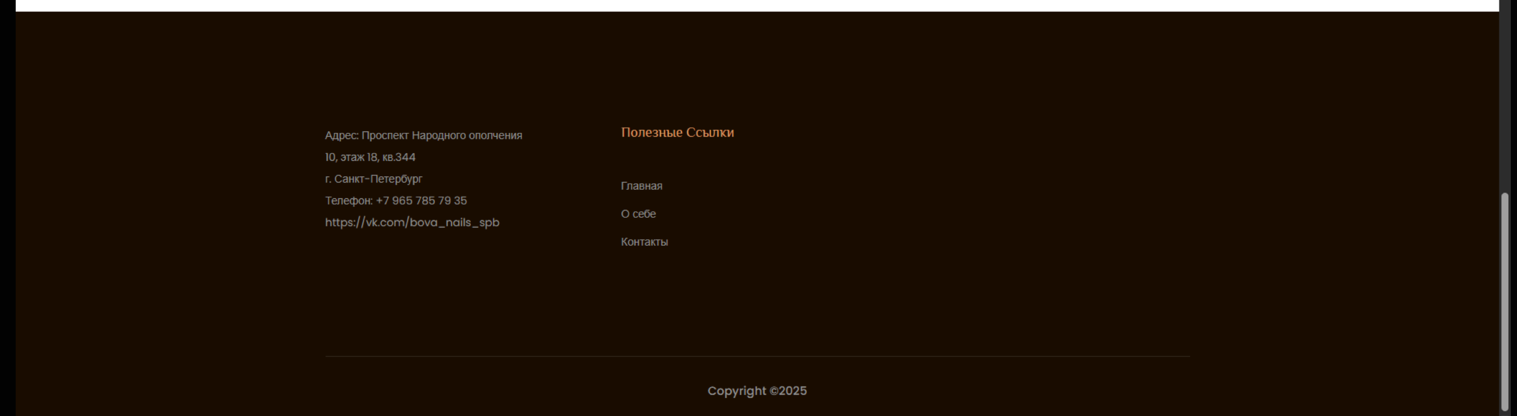 Адрес: Проспект Народного ополчения
10, этаж 18, кв.344
г. Санкт-Петербург
Телефон: +7 965 785 79 35
https://vk.com/bova_nails_spb
Полезные Ссылки
Главная
О себе
Контакты
Copyright ©2025